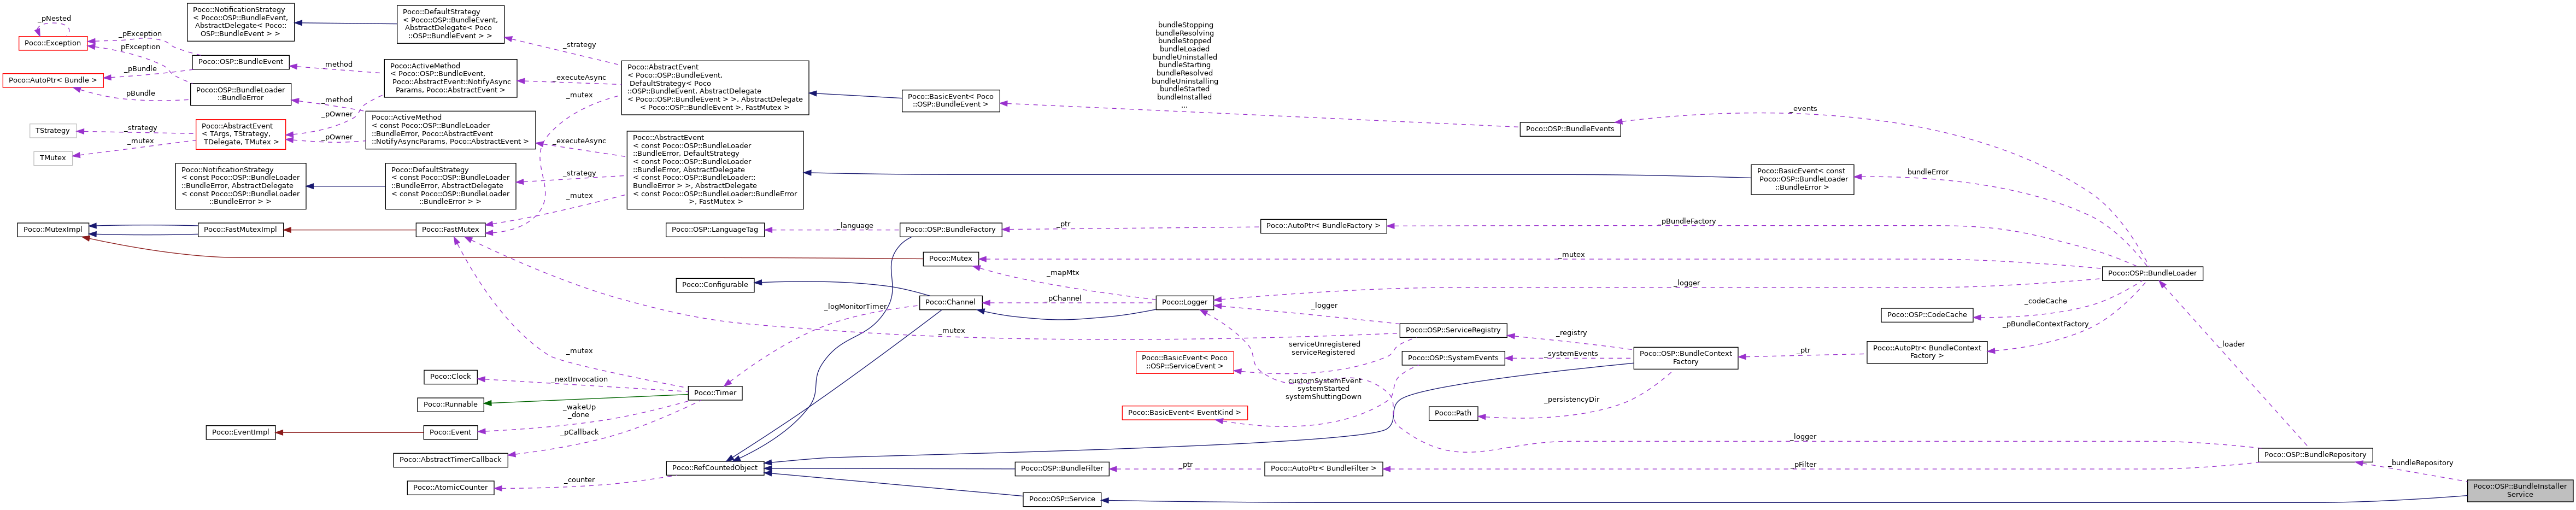 _pNested
Poco::Exception
Poco::NotificationStrategy
< Poco::OSP::BundleEvent,
AbstractDelegate< Poco::
OSP::BundleEvent > >
Poco::DefaultStrategy
< Poco::OSP::BundleEvent,
AbstractDelegate< Poco
::OSP::BundleEvent > >
_pException
pException
Poco::OSP::BundleEvent
Poco::AutoPtr< Bundle >
_pBundle
pBundle
Poco::OSP::BundleLoader
::BundleError
_method
_method
Poco::ActiveMethod
< Poco::OSP::BundleEvent,
Poco::AbstractEvent::NotifyAsync
Params, Poco::AbstractEvent >
_pOwner
_pOwner
Poco::ActiveMethod
< const Poco::OSP::BundleLoader
::BundleError, Poco::AbstractEvent
::NotifyAsyncParams, Poco::AbstractEvent >
TStrategy
_strategy
TMutex
_mutex
Poco::AbstractEvent
< TArgs, TStrategy,
TDelegate, TMutex >
Poco::NotificationStrategy
< const Poco::OSP::BundleLoader
::BundleError, AbstractDelegate
< const Poco::OSP::BundleLoader
::BundleError > >
Poco::DefaultStrategy
< const Poco::OSP::BundleLoader
::BundleError, AbstractDelegate
< const Poco::OSP::BundleLoader
::BundleError > >
_strategy
_executeAsync
_mutex
Poco::AbstractEvent
< Poco::OSP::BundleEvent,
DefaultStrategy< Poco
::OSP::BundleEvent, AbstractDelegate
< Poco::OSP::BundleEvent > >, AbstractDelegate
< Poco::OSP::BundleEvent >, FastMutex >
_executeAsync
_strategy
_mutex
Poco::AbstractEvent
< const Poco::OSP::BundleLoader
::BundleError, DefaultStrategy
< const Poco::OSP::BundleLoader
::BundleError, AbstractDelegate
< const Poco::OSP::BundleLoader::
BundleError > >, AbstractDelegate
< const Poco::OSP::BundleLoader::BundleError
>, FastMutex >
Poco::BasicEvent< Poco
::OSP::BundleEvent >
bundleStopping
bundleResolving
bundleStopped
bundleLoaded
bundleUninstalled
bundleStarting
bundleResolved
bundleUninstalling
bundleStarted
bundleInstalled
...
Poco::OSP::BundleEvents
_events
Poco::BasicEvent< const
Poco::OSP::BundleLoader
::BundleError >
bundleError
Poco::MutexImpl
Poco::FastMutexImpl
Poco::FastMutex
Poco::OSP::LanguageTag
_language
Poco::OSP::BundleFactory
_ptr
Poco::AutoPtr< BundleFactory >
_pBundleFactory
Poco::Mutex
_mapMtx
_mutex
Poco::OSP::BundleLoader
Poco::Configurable
Poco::Channel
_pChannel
Poco::Logger
_logger
_logger
_logMonitorTimer
_mutex
Poco::OSP::ServiceRegistry
_registry
serviceUnregistered
serviceRegistered
Poco::BasicEvent< Poco
::OSP::ServiceEvent >
Poco::OSP::SystemEvents
_systemEvents
Poco::OSP::BundleContext
Factory
_ptr
Poco::AutoPtr< BundleContext
Factory >
_pBundleContextFactory
_codeCache
Poco::OSP::CodeCache
_loader
_mutex
Poco::Clock
_nextInvocation
Poco::Runnable
Poco::Timer
_wakeUp
_done
_pCallback
Poco::EventImpl
Poco::Event
Poco::AbstractTimerCallback
Poco::AtomicCounter
_counter
Poco::RefCountedObject
customSystemEvent
systemStarted
systemShuttingDown
Poco::BasicEvent< EventKind >
Poco::Path
_persistencyDir
_logger
Poco::OSP::BundleFilter
_ptr
Poco::AutoPtr< BundleFilter >
_pFilter
Poco::OSP::BundleRepository
_bundleRepository
Poco::OSP::Service
Poco::OSP::BundleInstaller
Service